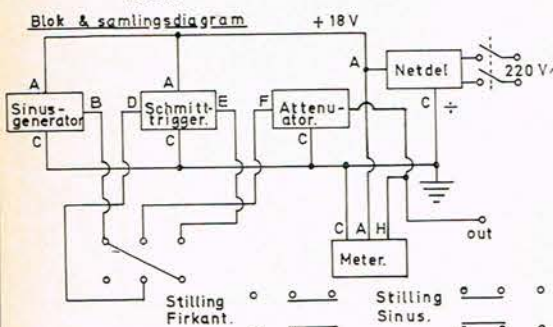 Blok & samlingsdiagram
+ 18 V
A
A
A
Netdel
220 V
C
÷
Sinus-
generator
B
C
D
Schmitt-
trigger.
E
C
F
Attenu-
ator.
C
C A H
Meter.
out
Stilling
Firkant.
Stilling
Sinus.